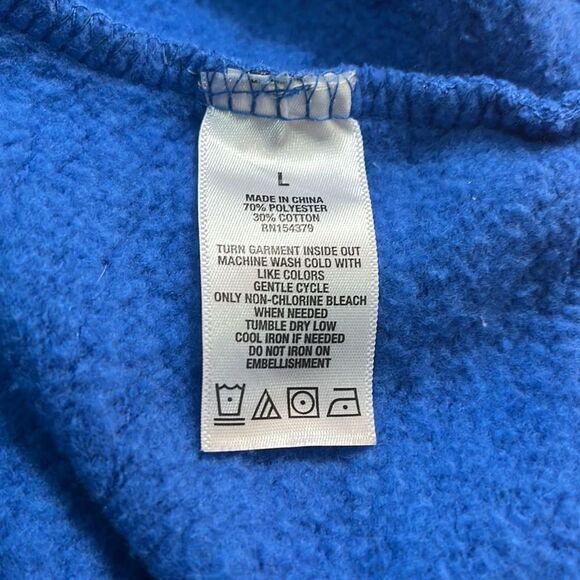 L
MADE IN CHINA
70% POLYESTER
30% COTTON
RN154379
TURN GARMENT INSIDE OUT
MACHINE WASH COLD WITH
LIKE COLORS
GENTLE CYCLE
ONLY NON-CHLORINE BLEACH
WHEN NEEDED
TUMBLE DRY LOW
COOL IRON IF NEEDED
DO NOT IRON ON
EMBELLISHMENT